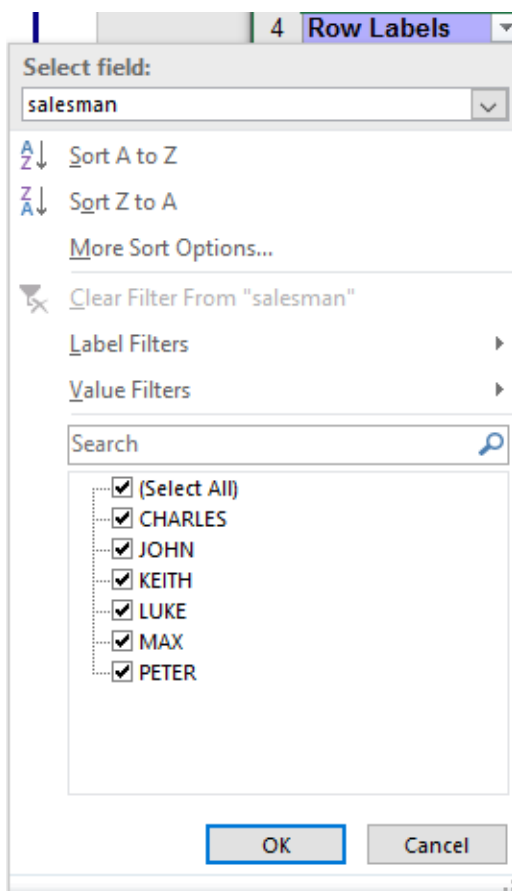 4 Row Labels
Select field:
salesman
A Z Sort A to Z
Z A Sort Z to A
More Sort Options...
Clear Filter From "salesman"
Label Filters
Value Filters
Search
(Select All)
CHARLES
JOHN
KEITH
LUKE
MAX
PETER
OK Cancel